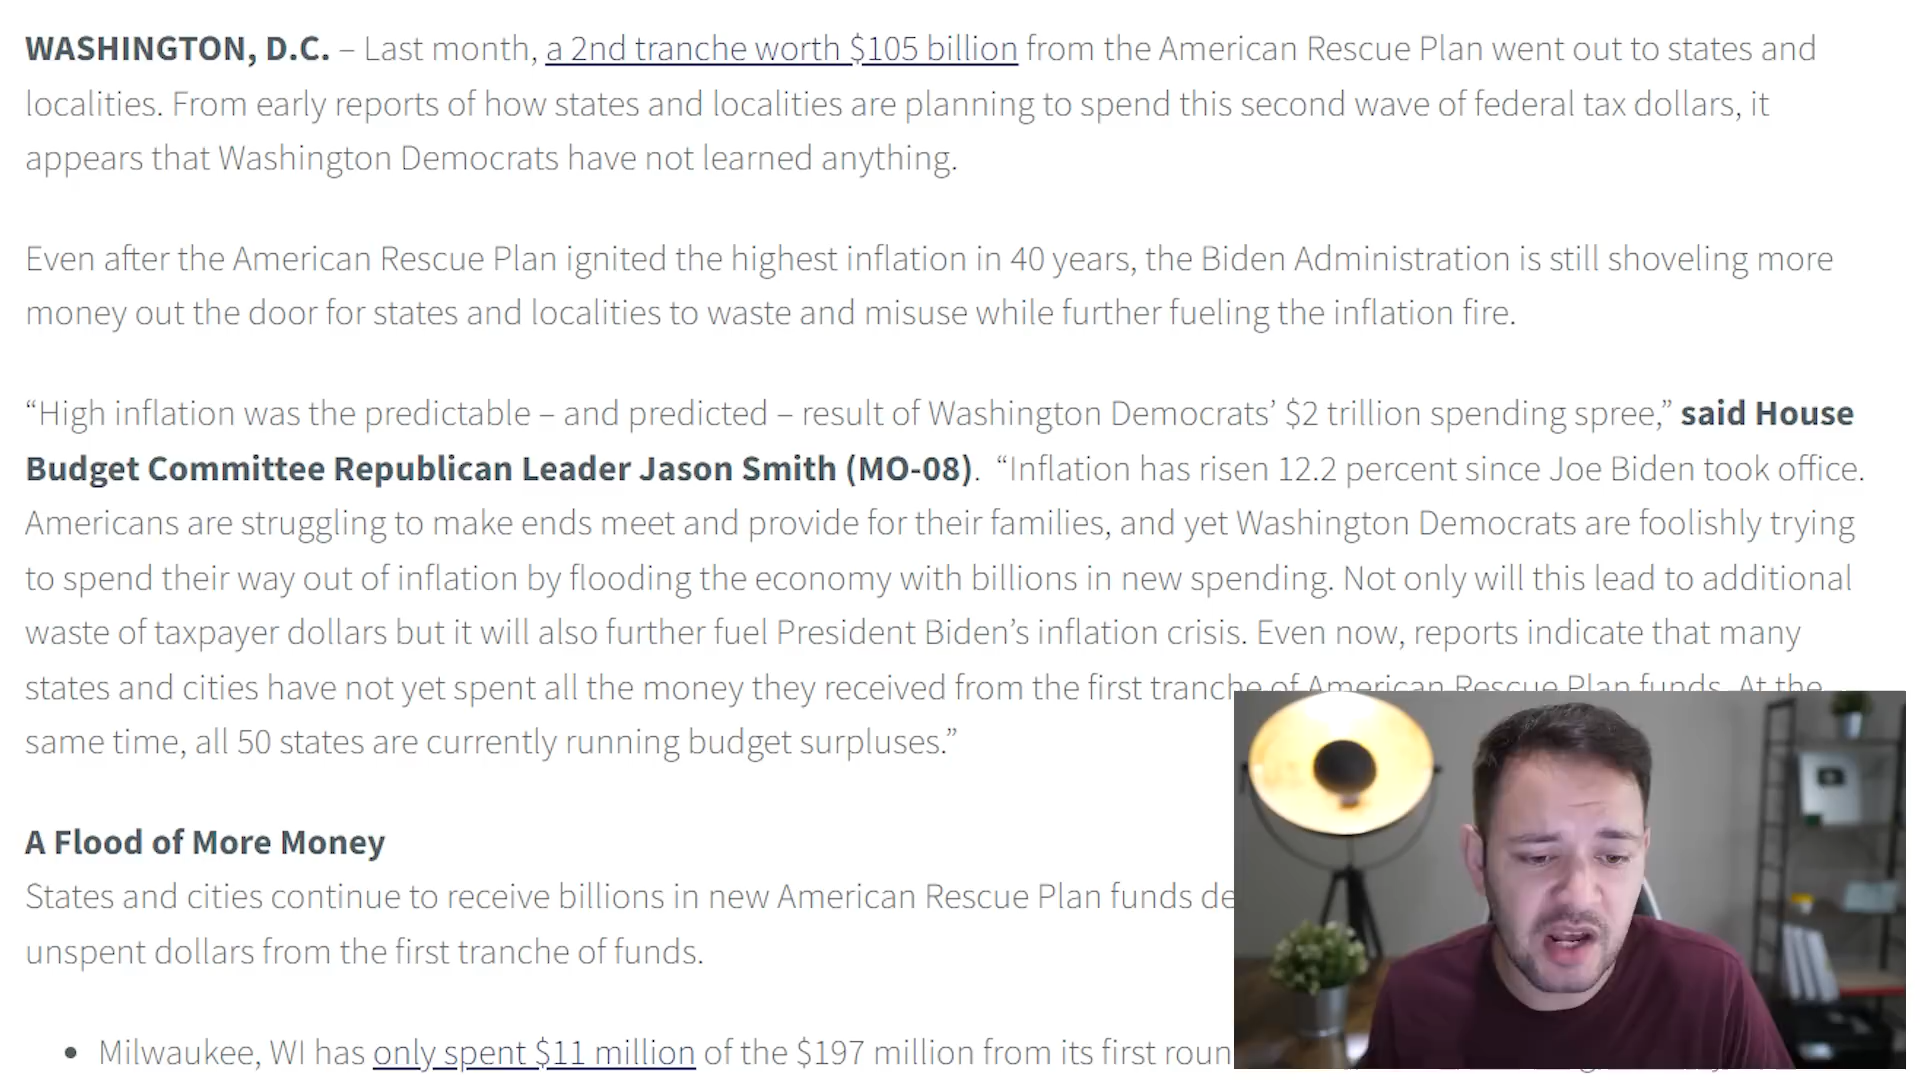 WASHINGTON, D.C. – Last month, a 2nd tranche worth $105 billion from the American Rescue Plan went out to states and
localities. From early reports of how states and localities are planning to spend this second wave of federal tax dollars, it
appears that Washington Democrats have not learned anything.
Even after the American Rescue Plan ignited the highest inflation in 40 years, the Biden Administration is still shoveling more
money out the door for states and localities to waste and misuse while further fueling the inflation fire.
“High inflation was the predictable – and predicted – result of Washington Democrats’ $2 trillion spending spree,” said House
Budget Committee Republican Leader Jason Smith (MO-08). “Inflation has risen 12.2 percent since Joe Biden took office.
Americans are struggling to make ends meet and provide for their families, and yet Washington Democrats are foolishly trying
to spend their way out of inflation by flooding the economy with billions in new spending. Not only will this lead to additional
waste of taxpayer dollars but it will also further fuel President Biden’s inflation crisis. Even now, reports indicate that many
states and cities have not yet spent all the money they received from the first tranche of American Rescue Plan funds. At the
same time, all 50 states are currently running budget surpluses.”
A Flood of More Money
States and cities continue to receive billions in new American Rescue Plan funds
unspent dollars from the first tranche of funds.
• Milwaukee, WI has only spent $11 million of the $197 million from its first